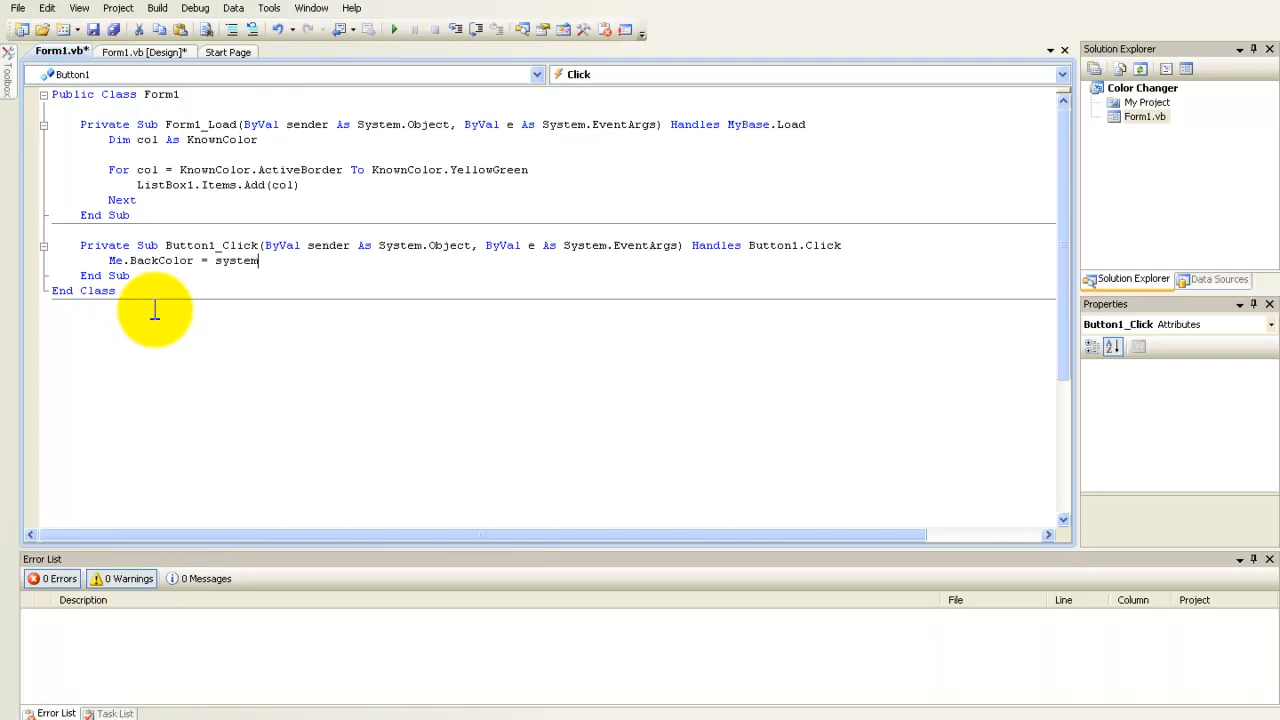 File Edit View Project Build Debug Data Tools Window Help
Form1.vb* Form1.vb [Design]* Start Page
Toolbox
Button1 Click
Public Class Form1
Private Sub Form1_Load(ByVal sender As System.Object, ByVal e As System.EventArgs) Handles MyBase.Load
Dim col As KnownColor
For col = KnownColor.ActiveBorder To KnownColor.YellowGreen
ListBox1.Items.Add(col)
Next
End Sub
Private Sub Button1_Click(ByVal sender As System.Object, ByVal e As System.EventArgs) Handles Button1.Click
Me.BackColor = system
End Sub
End Class
Solution Explorer
Color Changer
My Project
Form1.vb
Solution Explorer Data Sources
Properties
Button1_Click Attributes
Error List
0 Errors 0 Warnings 0 Messages
Description File Line Column Project
Error List Task List